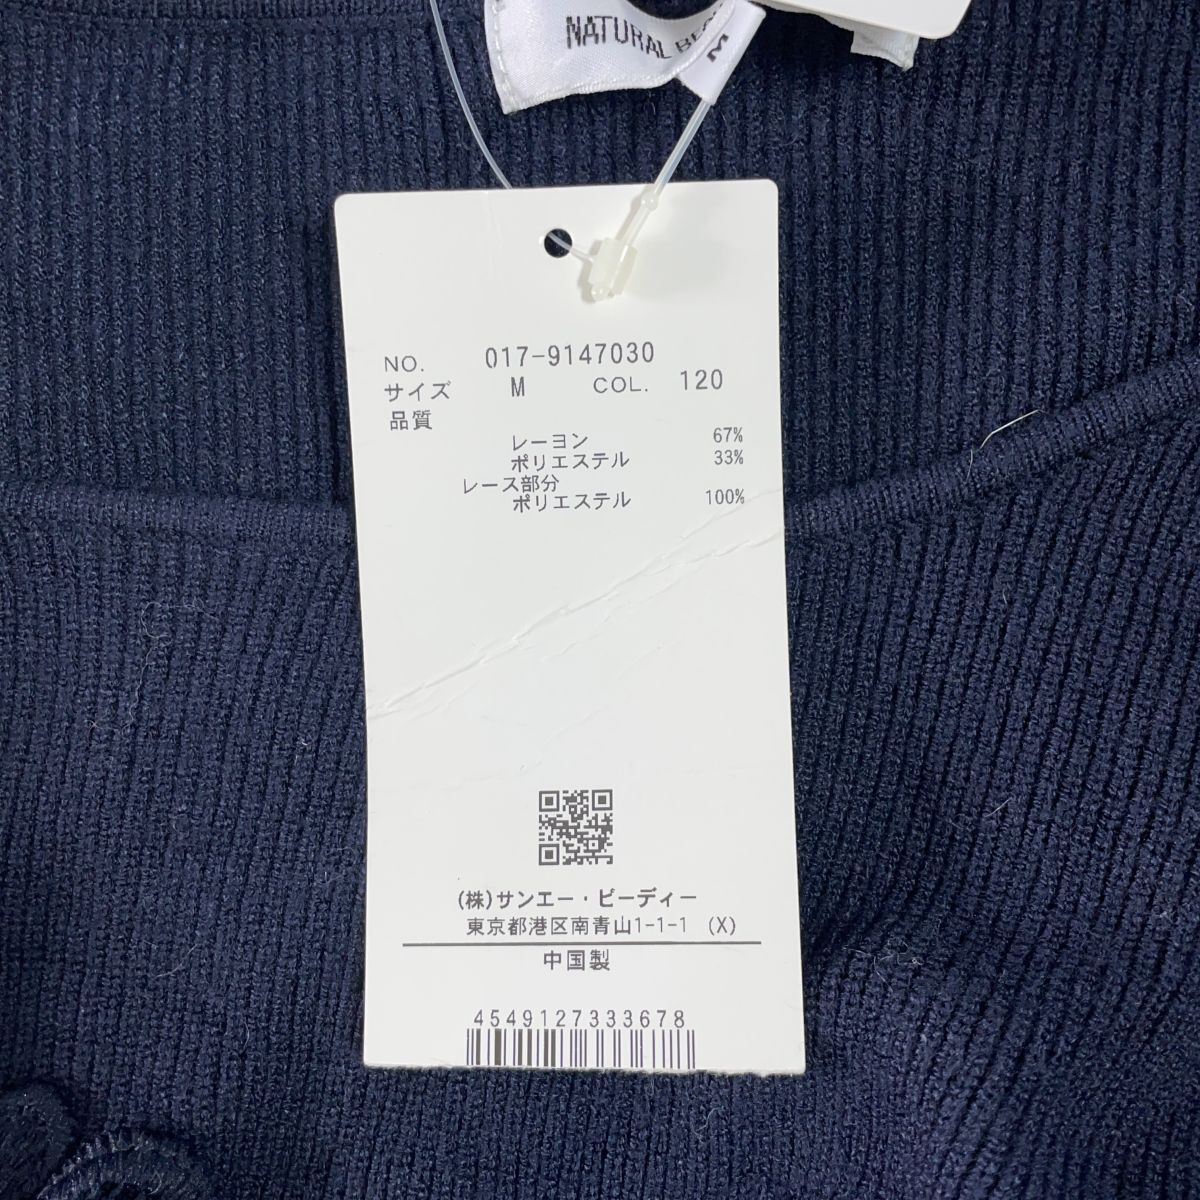 NATURAL
M
NO. 017-9147030
サイズ M COL. 120
品質
レーヨン 67%
ポリエステル 33%
レース部分
ポリエステル 100%
(株)サンエー・ビーディー
東京都港区南青山1-1-1 (X)
中国製
4549127333678